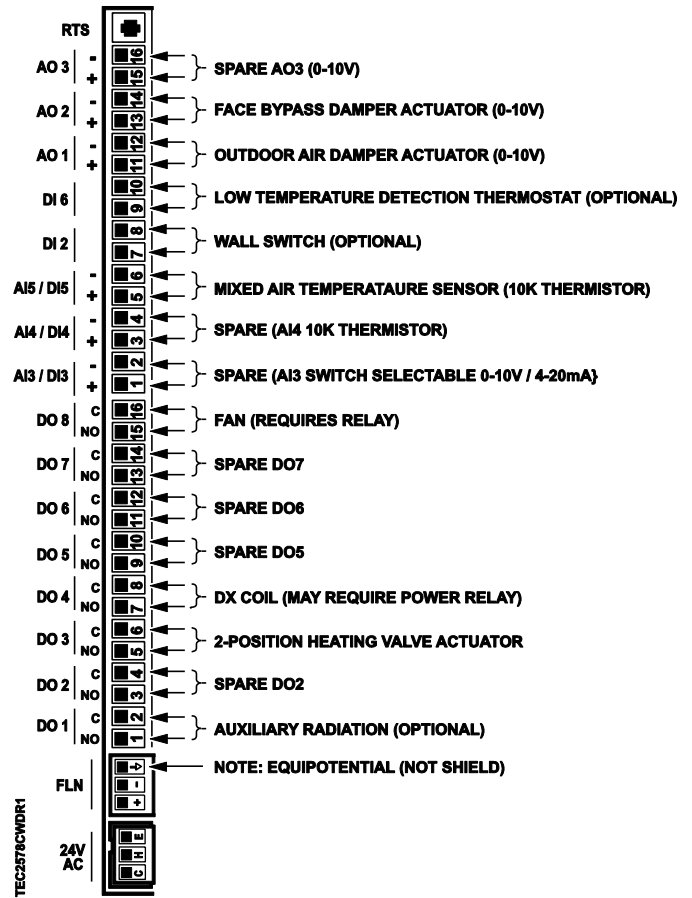 RTS
AO 3 - + 16 15 SPARE AO3 (0-10V)
AO 2 - + 14 13 FACE BYPASS DAMPER ACTUATOR (0-10V)
AO 1 - + 12 11 OUTDOOR AIR DAMPER ACTUATOR (0-10V)
DI 6 10 9 LOW TEMPERATURE DETECTION THERMOSTAT (OPTIONAL)
DI 2 8 7 WALL SWITCH (OPTIONAL)
AI5 / DI5 - + 6 5 MIXED AIR TEMPERATAURE SENSOR (10K THERMISTOR)
AI4 / DI4 - + 4 3 SPARE (AI4 10K THERMISTOR)
AI3 / DI3 - + 2 1 SPARE (AI3 SWITCH SELECTABLE 0-10V / 4-20mA}
DO 8 C NO 16 15 FAN (REQUIRES RELAY)
DO 7 C NO 14 13 SPARE DO7
DO 6 C NO 12 11 SPARE DO6
DO 5 C NO 10 9 SPARE DO5
DO 4 C NO 8 7 DX COIL (MAY REQUIRE POWER RELAY)
DO 3 C NO 6 5 2-POSITION HEATING VALVE ACTUATOR
DO 2 C NO 4 3 SPARE DO2
DO 1 C NO 2 1 AUXILIARY RADIATION (OPTIONAL)
NOTE: EQUIPOTENTIAL (NOT SHIELD)
FLN - +
24V AC E H C
TEC2578CWDR1